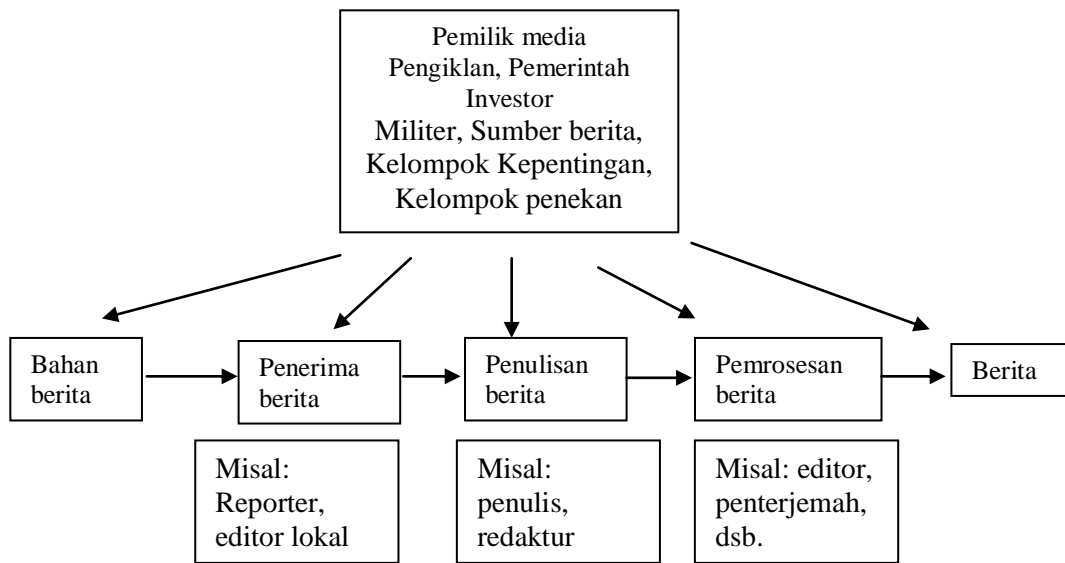 Pemilik media
Pengiklan, Pemerintah
Investor
Militer, Sumber berita,
Kelompok Kepentingan,
Kelompok penekan
Bahan
berita
Penerima
berita
Penulisan
berita
Pemrosesan
berita
Berita
Misal:
Reporter,
editor lokal
Misal:
penulis,
redaktur
Misal: editor,
penterjemah,
dsb.